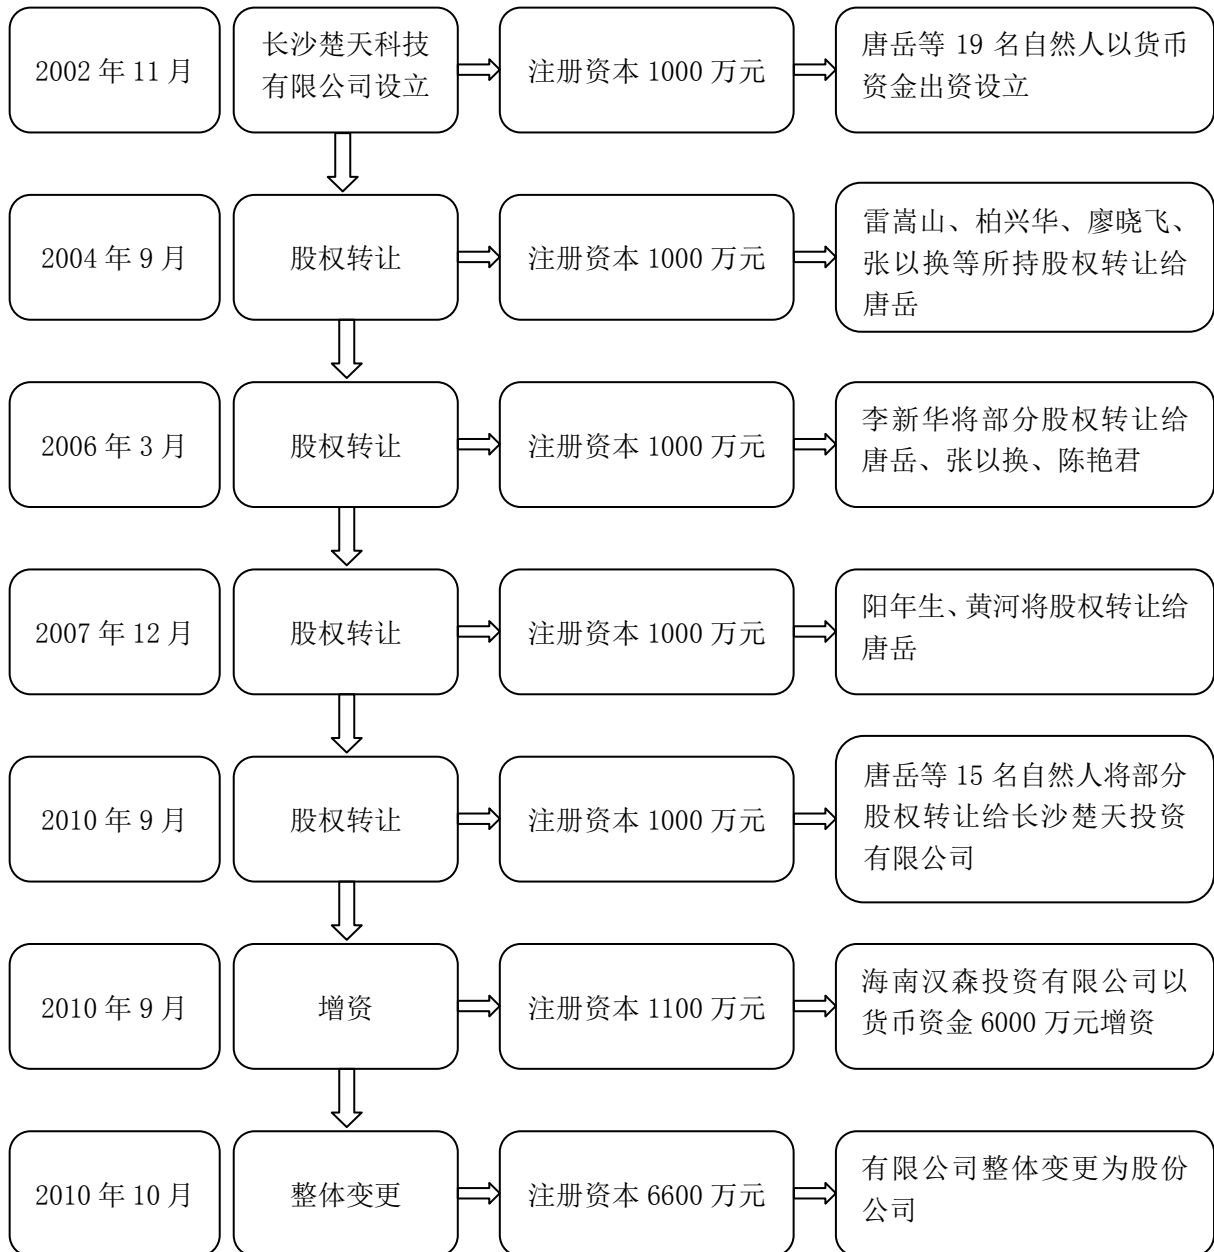 2002 年 11 月
长沙楚天科技
有限公司设立
注册资本 1000 万元
唐岳等 19 名自然人以货币
资金出资设立
2004 年 9 月
股权转让
注册资本 1000 万元
雷嵩山、柏兴华、廖晓飞、
张以换等所持股权转让给
唐岳
2006 年 3 月
股权转让
注册资本 1000 万元
李新华将部分股权转让给
唐岳、张以换、陈艳君
2007 年 12 月
股权转让
注册资本 1000 万元
阳年生、黄河将股权转让给
唐岳
2010 年 9 月
股权转让
注册资本 1000 万元
唐岳等 15 名自然人将部分
股权转让给长沙楚天投资
有限公司
2010 年 9 月
增资
注册资本 1100 万元
海南汉森投资有限公司以
货币资金 6000 万元增资
2010 年 10 月
整体变更
注册资本 6600 万元
有限公司整体变更为股份
公司